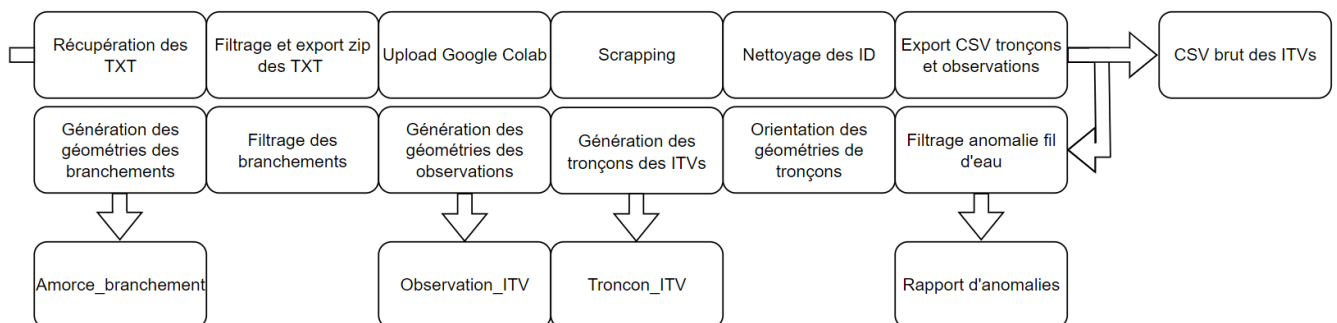 Récupération des
TXT
Filtrage et export zip
des TXT
Upload Google Colab
Scrapping
Nettoyage des ID
Export CSV tronçons
et observations
CSV brut des ITVs
Génération des
géométries des
branchements
Filtrage des
branchements
Génération des
géométries des
observations
Génération des
tronçons des ITVs
Orientation des
géométries de
tronçons
Filtrage anomalie fil
d'eau
Amorce_branchement
Observation_ITV
Troncon_ITV
Rapport d'anomalies